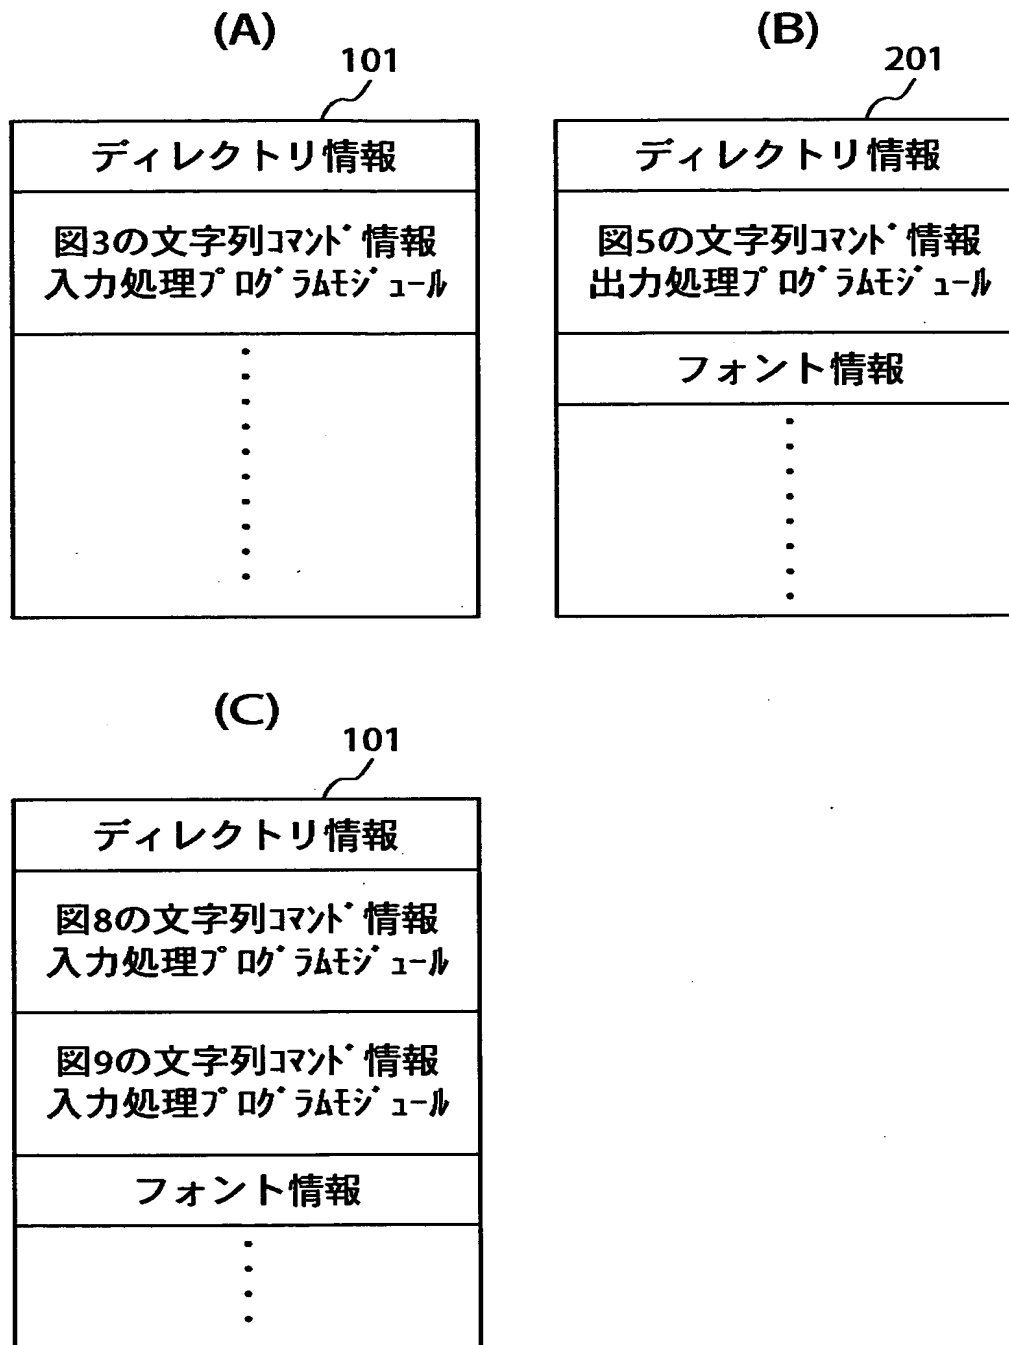 (A)
101
ディレクトリ情報
図3の文字列ｺﾏﾝﾄﾞ情報
入力処理ﾌﾟﾛｸﾞﾗﾑﾓｼﾞｭｰﾙ
(B)
201
ディレクトリ情報
図5の文字列ｺﾏﾝﾄﾞ情報
出力処理ﾌﾟﾛｸﾞﾗﾑﾓｼﾞｭｰﾙ
フォント情報
(C)
101
ディレクトリ情報
図8の文字列ｺﾏﾝﾄﾞ情報
入力処理ﾌﾟﾛｸﾞﾗﾑﾓｼﾞｭｰﾙ
図9の文字列ｺﾏﾝﾄﾞ情報
入力処理ﾌﾟﾛｸﾞﾗﾑﾓｼﾞｭｰﾙ
フォント情報